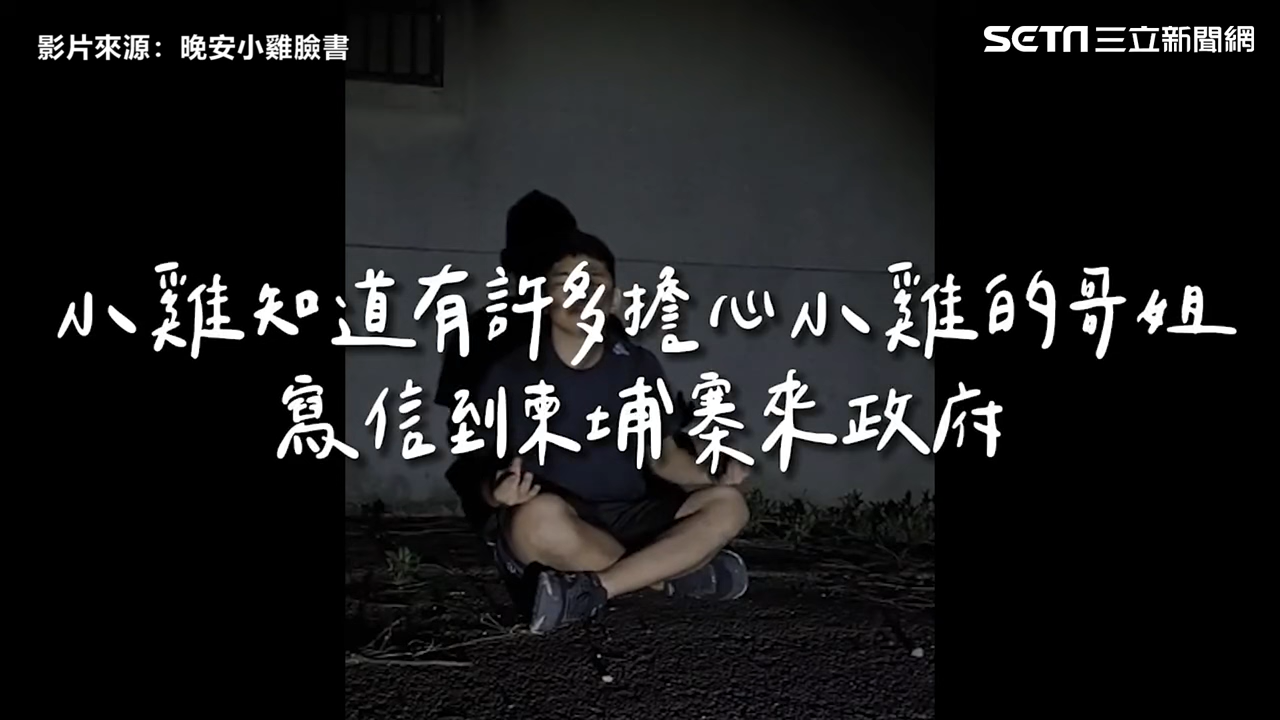 影片來源：晚安小雞臉書
SETN三立新聞網
小雞知道有許多擔心小雞的哥姐
寫信到柬埔寨來政府